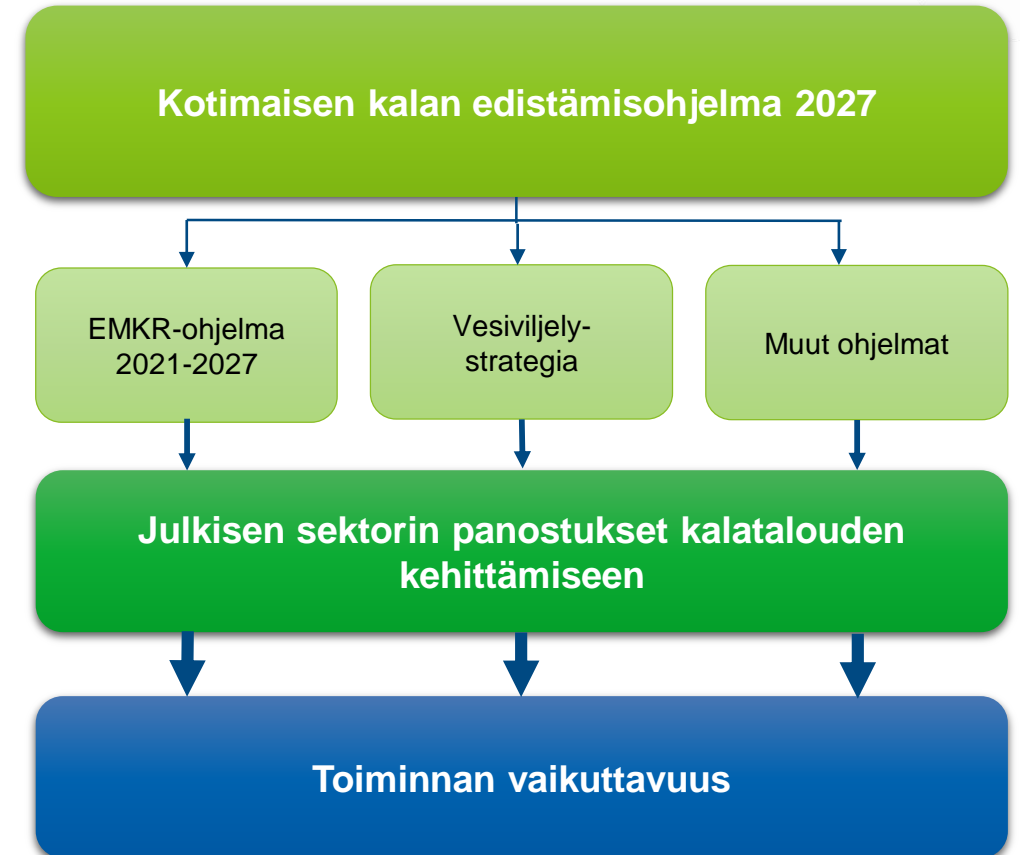 Kotimaisen kalan edistämisohjelma 2027
EMKR-ohjelma
2021-2027
Vesiviljely-
strategia
Muut ohjelmat
Julkisen sektorin panostukset kalatalouden
kehittämiseen
Toiminnan vaikuttavuus